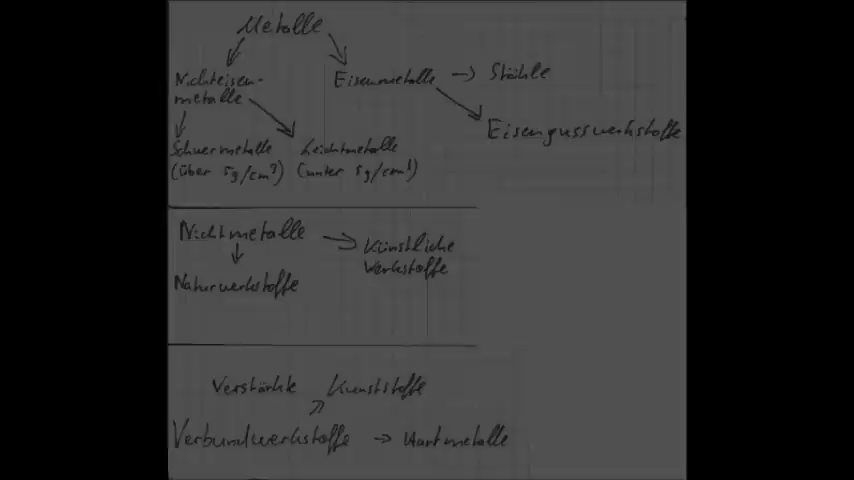 Metalle
Nichteisen-
metalle
Eisenmetalle → Stähle
Eisengusswerkstoffe
Schwermetalle
(über 5g/cm³)
Leichtmetalle
(unter 5g/cm³)
Nichtmetalle
Künstliche
Werkstoffe
Naturwerkstoffe
Verstärkte Kunststoffe
Verbundwerkstoffe → Hartmetalle